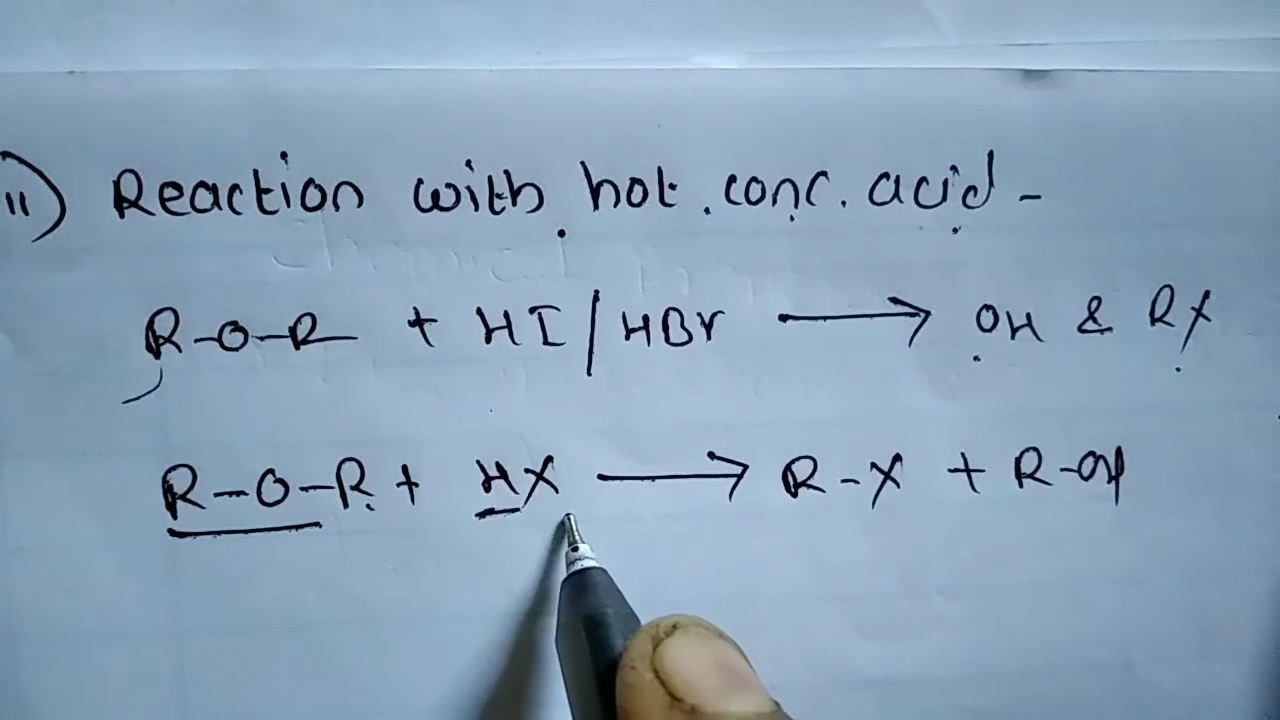 ii) Reaction with hot. conc. acid -
R-O-R + HI / HBr ⟶ OH & RX
R-O-R + HX ⟶ R-X + R-OH